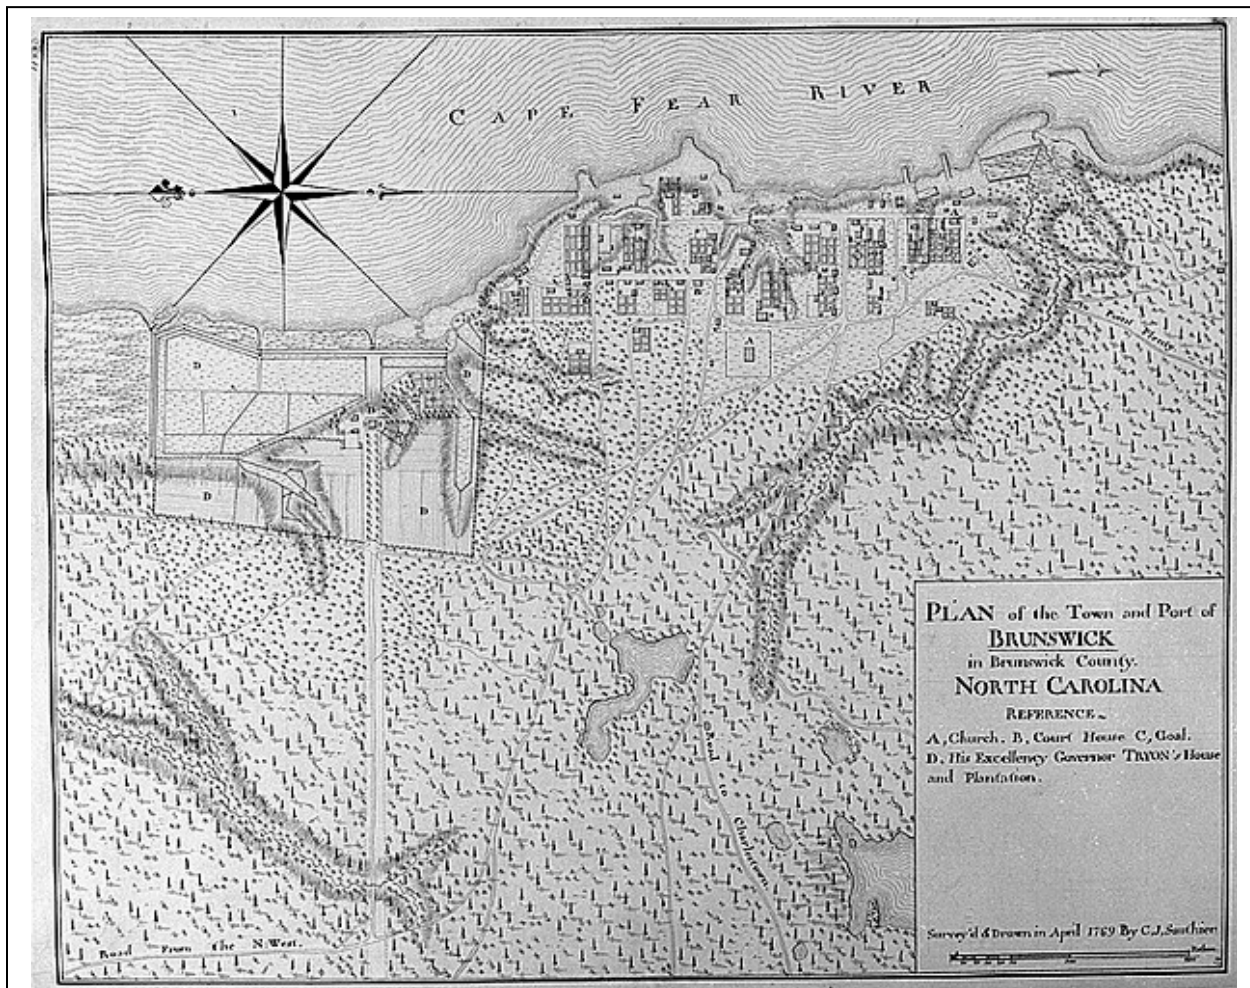 CAPE FEAR RIVER
A
A
D
D
D
D
PLAN of the Town and Port of
BRUNSWICK
in Brunswick County.
NORTH CAROLINA
REFERENCE
A, Church. B, Court House C, Goal.
D. His Excellency Governor TRYON's House
and Plantation.
Road to Charlestown.
Road From the N: West.
Survey'd & Drawn in April 1769 By C. J. Sauthier